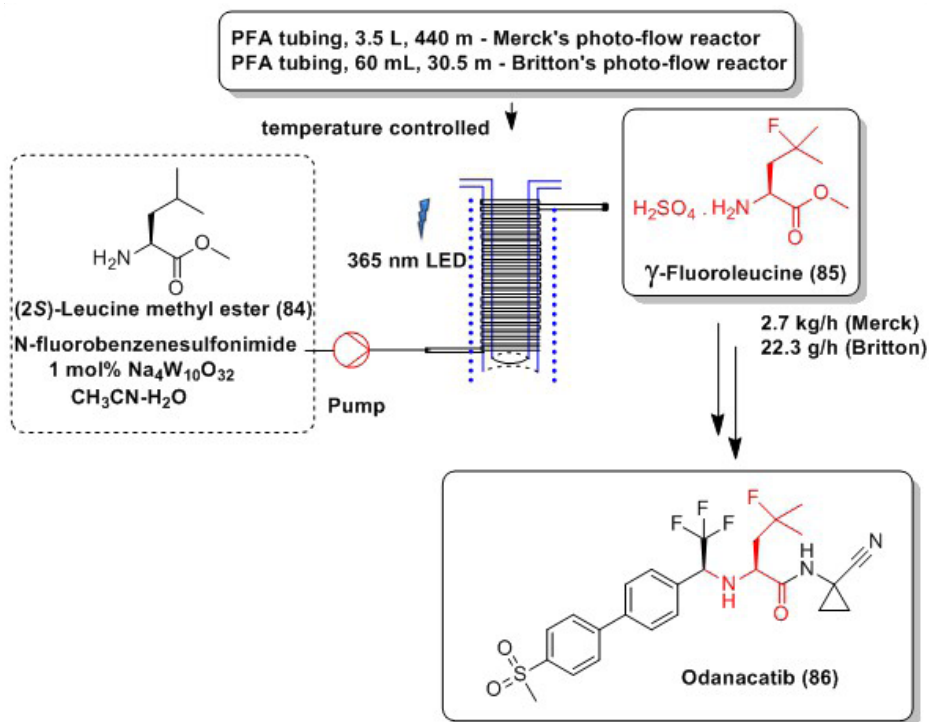 PFA tubing, 3.5 L, 440 m - Merck's photo-flow reactor
PFA tubing, 60 mL, 30.5 m - Britton's photo-flow reactor
temperature controlled
365 nm LED
H₂N
O
O
(2S)-Leucine methyl ester (84)
N-fluorobenzenesulfonimide
1 mol% Na₄W₁₀O₃₂
CH₃CN-H₂O
Pump
F
H₂SO₄ . H₂N
O
O
γ-Fluoroleucine (85)
2.7 kg/h (Merck)
22.3 g/h (Britton)
F
F
F
F
N
H
O
H
N
N
O
S
O
Odanacatib (86)